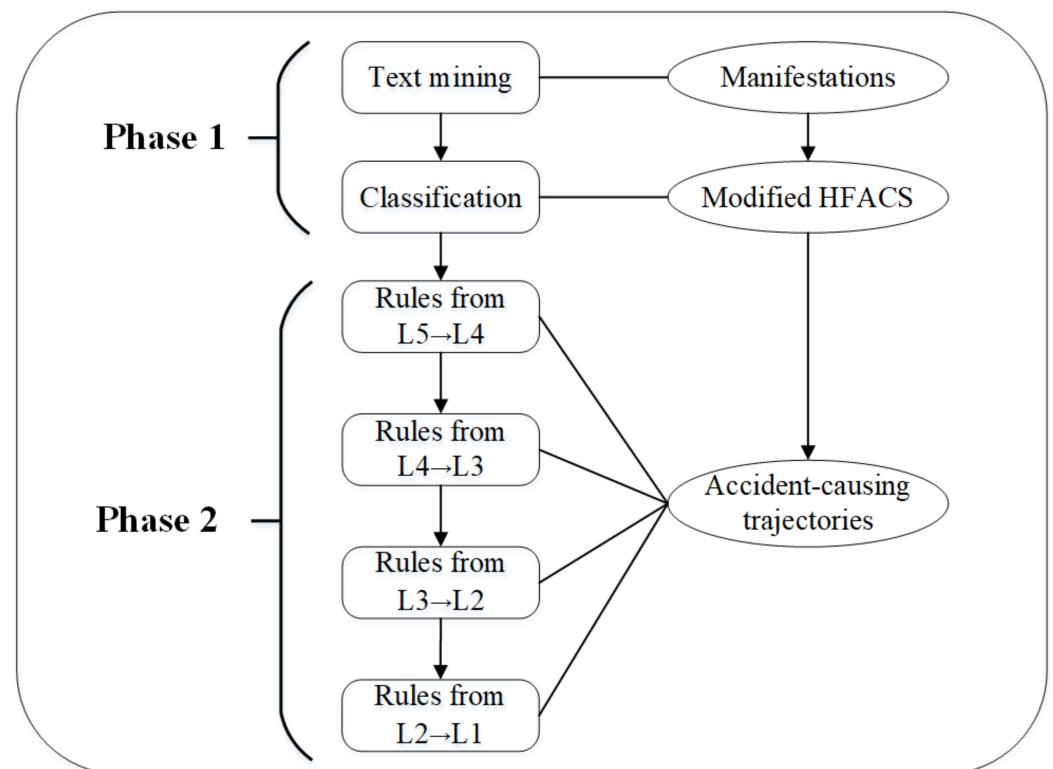 Phase 1
Text mining
Manifestations
Classification
Modified HFACS
Phase 2
Rules from
L5→L4
Rules from
L4→L3
Accident-causing
trajectories
Rules from
L3→L2
Rules from
L2→L1